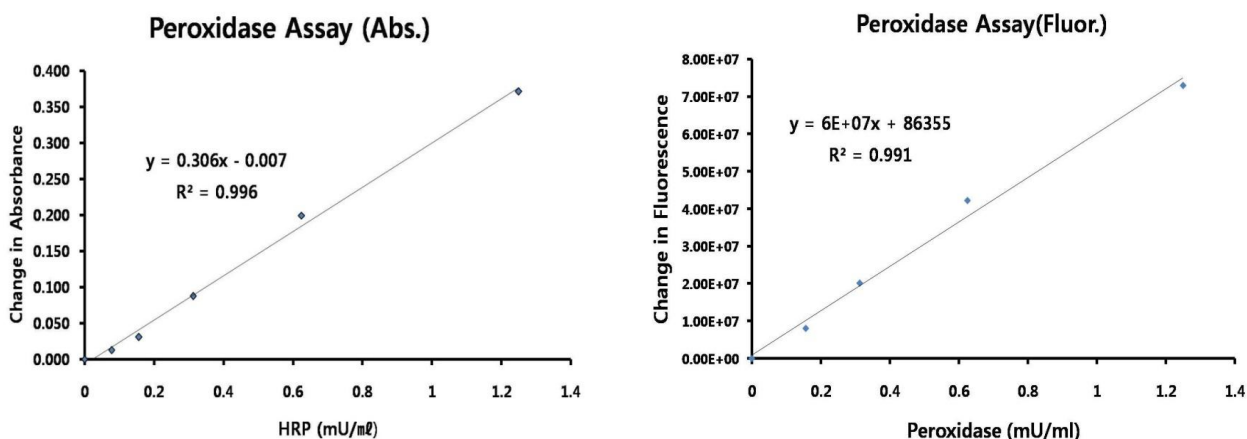 Peroxidase Assay (Abs.)
0.400
0.350
0.300
0.250
0.200
0.150
0.100
0.050
0.000
Change in Absorbance
y = 0.306x - 0.007
R² = 0.996
0 0.2 0.4 0.6 0.8 1 1.2 1.4
HRP (mU/㎖)
Peroxidase Assay(Fluor.)
8.00E+07
7.00E+07
6.00E+07
5.00E+07
4.00E+07
3.00E+07
2.00E+07
1.00E+07
0.00E+00
Change in Fluorescence
y = 6E+07x + 86355
R² = 0.991
0 0.2 0.4 0.6 0.8 1 1.2 1.4
Peroxidase (mU/ml)